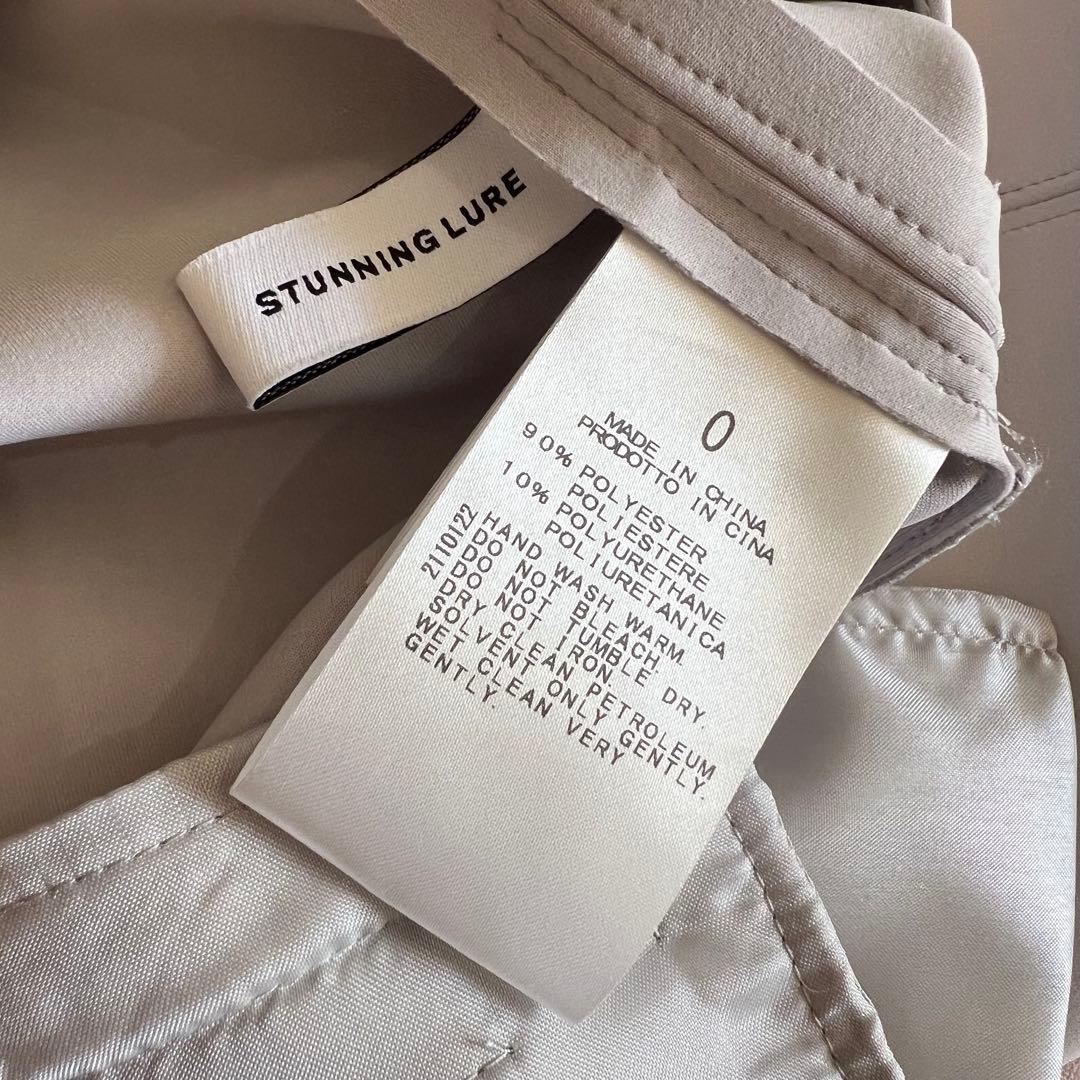 STUNNING LURE
0
MADE IN CHINA
PRODOTTO IN CINA
90% POLYESTER
POLIESTERE
10% POLYURETHANE
POLIURETANICA
2110122
HAND WASH WARM.
DO NOT BLEACH.
DO NOT TUMBLE DRY.
DO NOT IRON.
DRY CLEAN PETROLEUM
SOLVENT ONLY GENTLY.
WET CLEAN VERY
GENTLY.